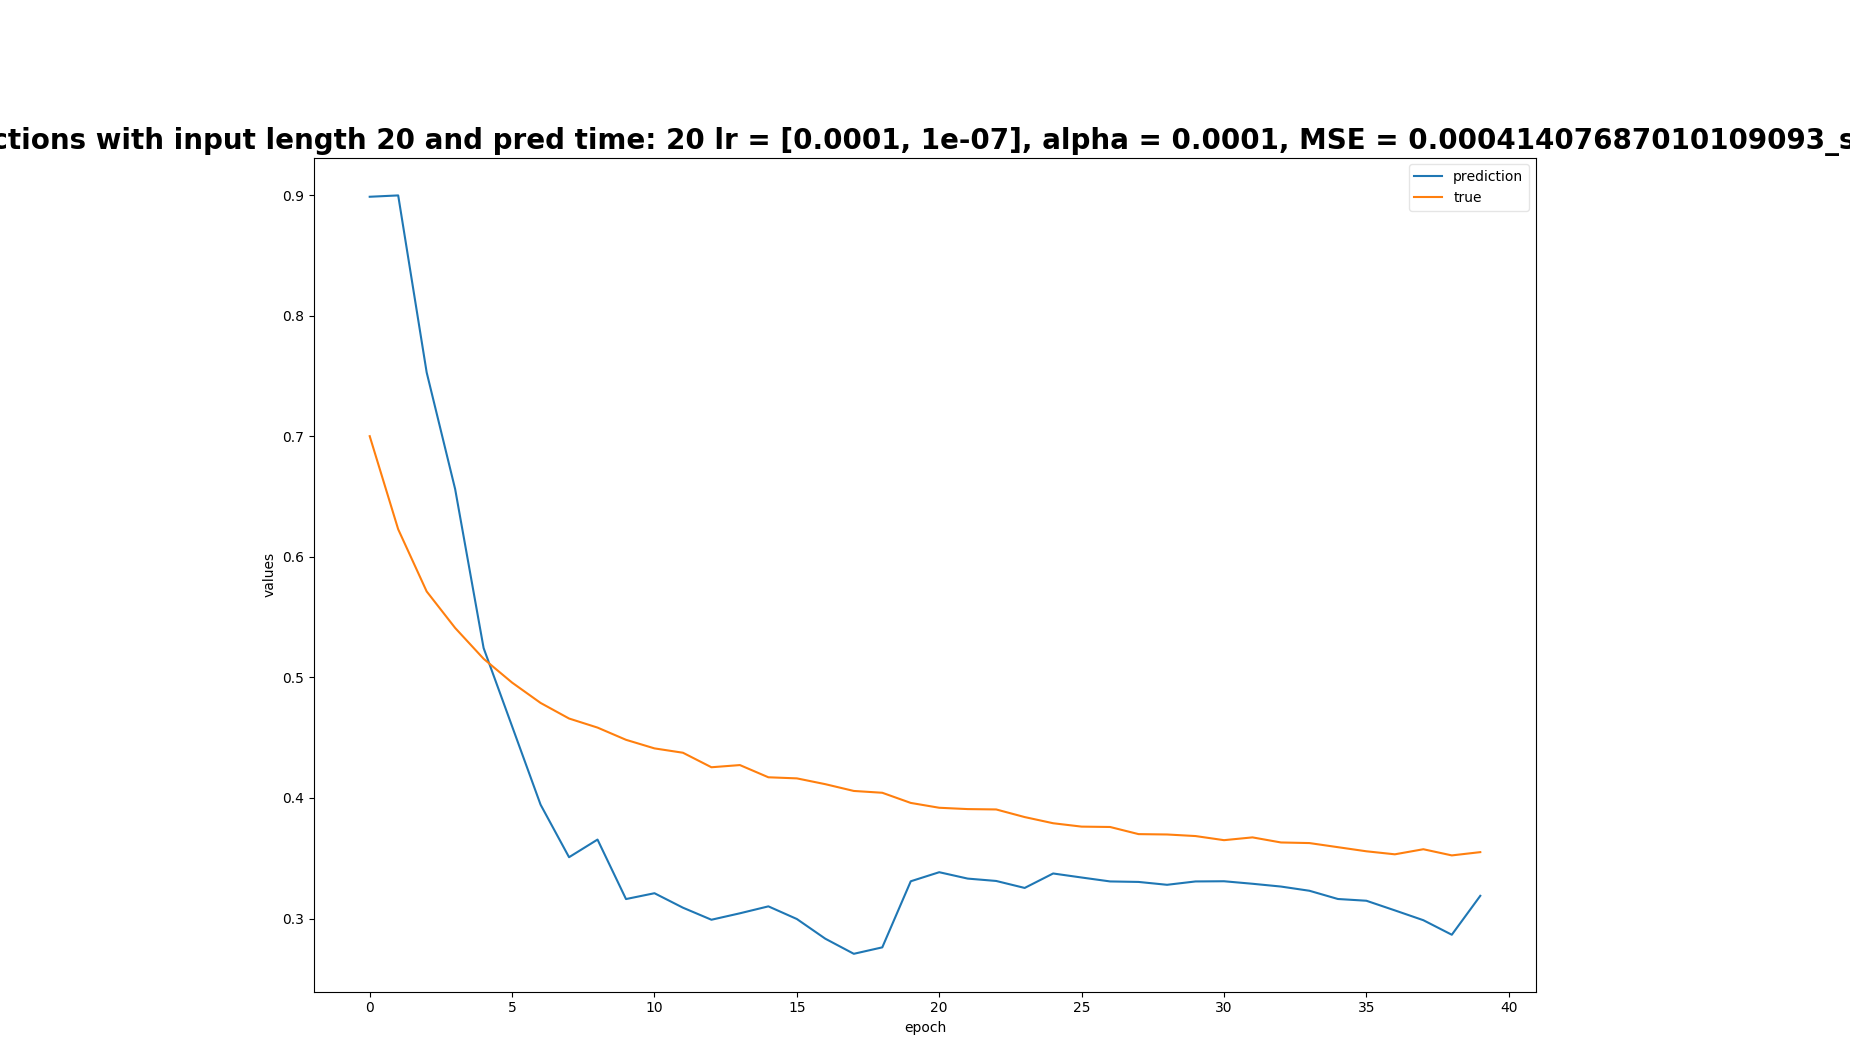 ctions with input length 20 and pred time: 20 lr = [0.0001, 1e-07], alpha = 0.0001, MSE = 0.00041407687010109093_s
prediction
true
0.9
0.8
0.7
0.6
0.5
0.4
0.3
values
0 5 10 15 20 25 30 35 40
epoch